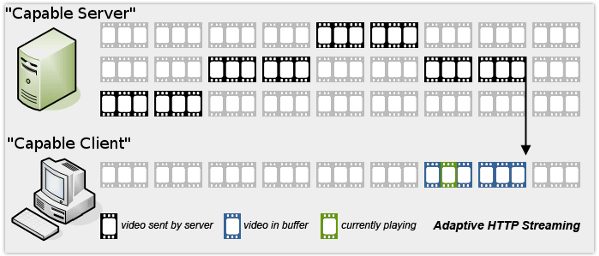 "Capable Server"
"Capable Client"
video sent by server video in buffer currently playing Adaptive HTTP Streaming